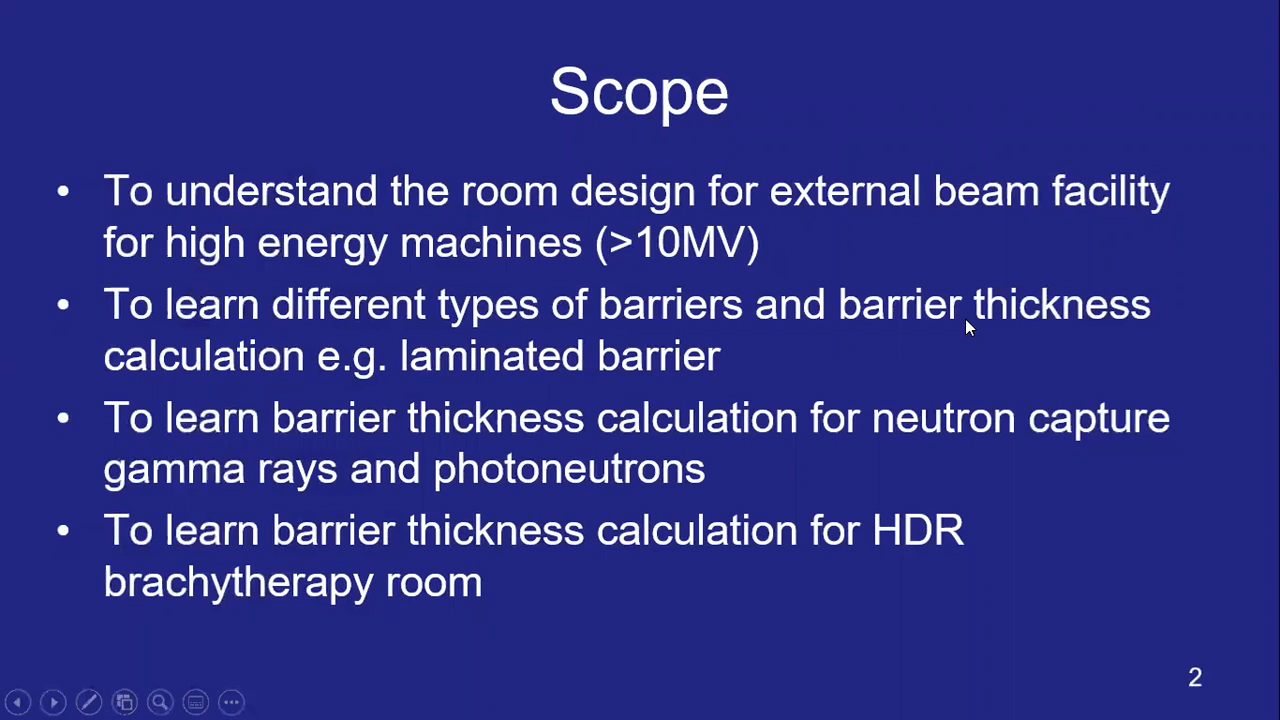 Scope
• To understand the room design for external beam facility
for high energy machines (>10MV)
• To learn different types of barriers and barrier thickness
calculation e.g. laminated barrier
• To learn barrier thickness calculation for neutron capture
gamma rays and photoneutrons
• To learn barrier thickness calculation for HDR
brachytherapy room
2